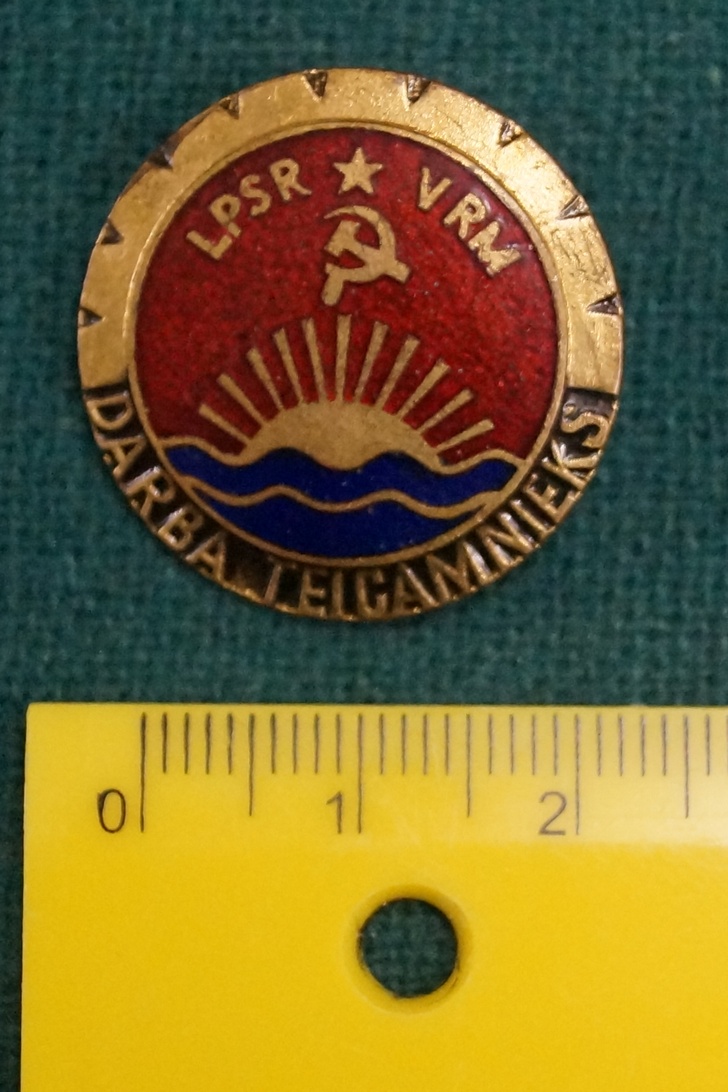 LPSR VRM
DARBA TEICAMNIEKS
0 1 2